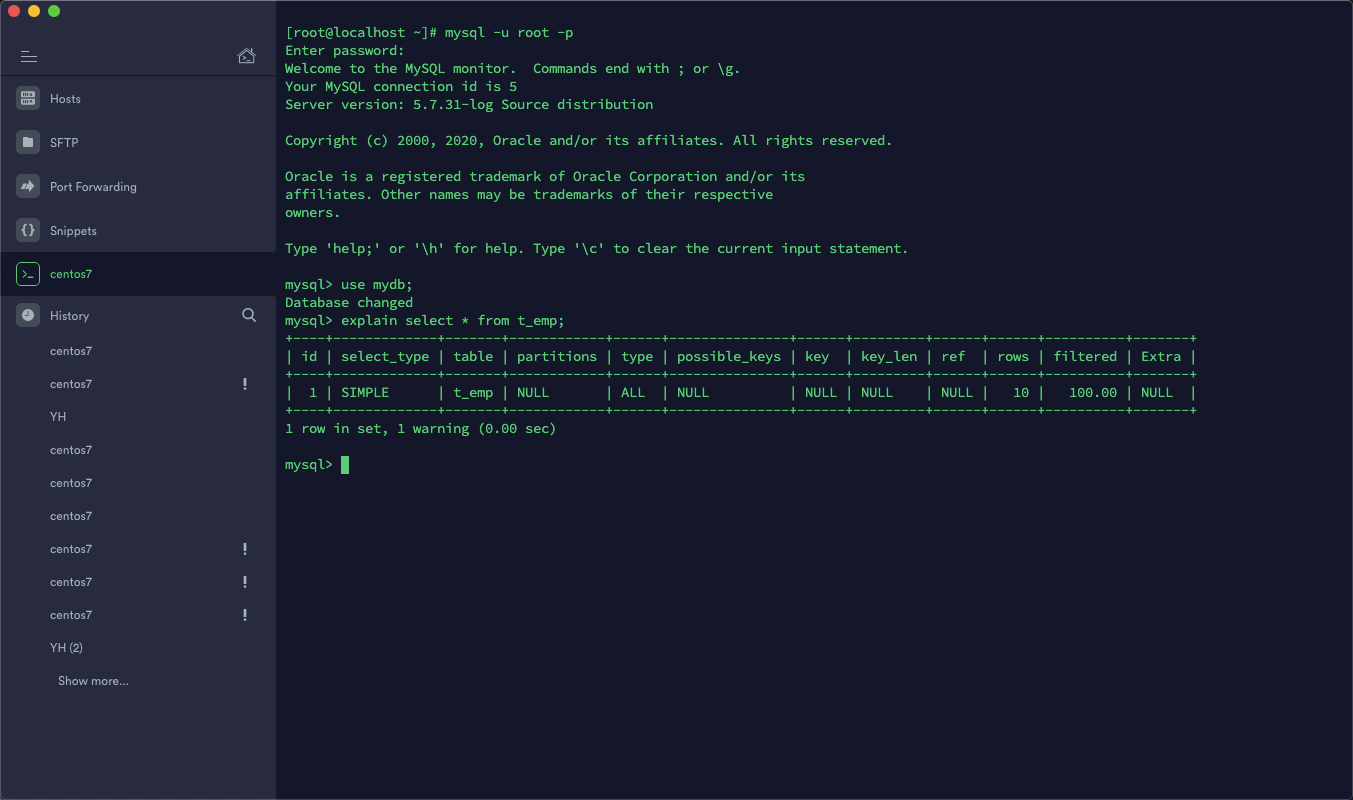 Hosts
SFTP
Port Forwarding
Snippets
centos7
History
centos7
centos7 !
YH
centos7
centos7
centos7
centos7 !
centos7 !
centos7 !
YH (2)
Show more...
[root@localhost ~]# mysql -u root -p
Enter password:
Welcome to the MySQL monitor.  Commands end with ; or \g.
Your MySQL connection id is 5
Server version: 5.7.31-log Source distribution
Copyright (c) 2000, 2020, Oracle and/or its affiliates. All rights reserved.
Oracle is a registered trademark of Oracle Corporation and/or its
affiliates. Other names may be trademarks of their respective
owners.
Type 'help;' or '\h' for help. Type '\c' to clear the current input statement.
mysql> use mydb;
Database changed
mysql> explain select * from t_emp;
+----+-------------+-------+------------+------+---------------+------+---------+------+------+----------+-------+
| id | select_type | table | partitions | type | possible_keys | key  | key_len | ref  | rows | filtered | Extra |
+----+-------------+-------+------------+------+---------------+------+---------+------+------+----------+-------+
|  1 | SIMPLE      | t_emp | NULL       | ALL  | NULL          | NULL | NULL    | NULL |   10 |   100.00 | NULL  |
+----+-------------+-------+------------+------+---------------+------+---------+------+------+----------+-------+
1 row in set, 1 warning (0.00 sec)
mysql>